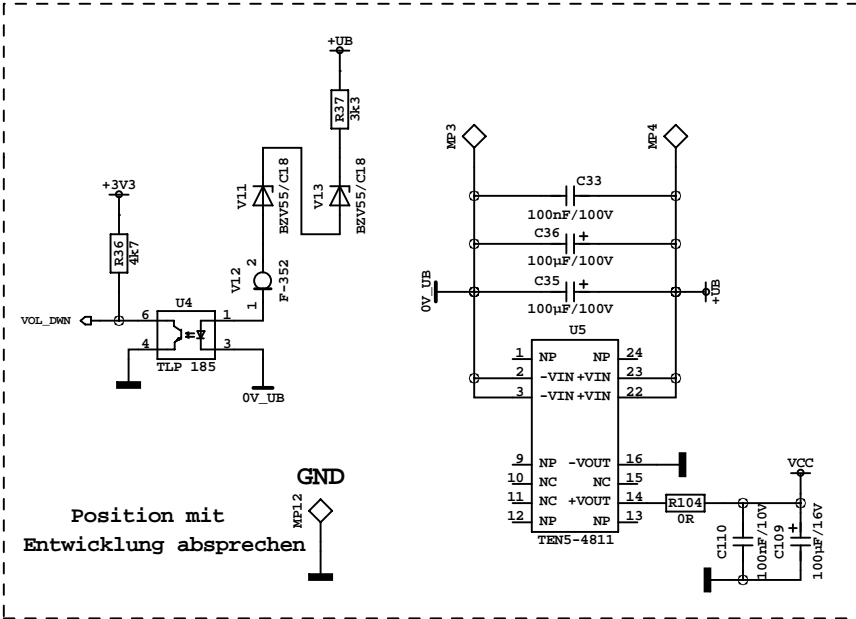 +UB
R37
3k3
V11
BZV55/C18
V13
BZV55/C18
+3V3
R36
4k7
V12
2
1
F-352
U4
VOL_DWN
6
1
4
3
TLP 185
0V_UB
MP3
MP4
C33
100nF/100V
C36
+
100µF/100V
C35
+
100µF/100V
0V_UB
+UB
U5
1 NP NP 24
2 -VIN +VIN 23
3 -VIN +VIN 22
9 NP -VOUT 16
10 NC NC 15
11 NC +VOUT 14
12 NP NP 13
TEN5-4811
R104
0R
VCC
C110
100nF/10V
C109
+
100µF/16V
GND
MP12
Position mit
Entwicklung absprechen